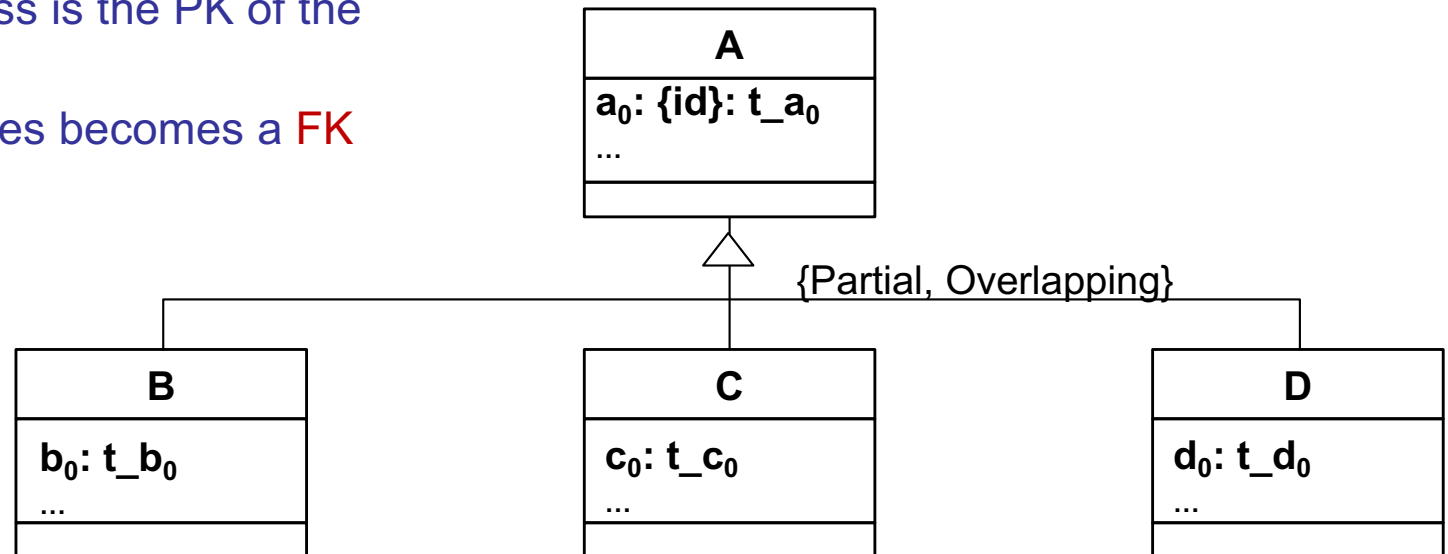 ss is the PK of the
es becomes a FK
A
a₀: {id}: t_a₀
...
{Partial, Overlapping}
B
b₀: t_b₀
...
C
c₀: t_c₀
...
D
d₀: t_d₀
...